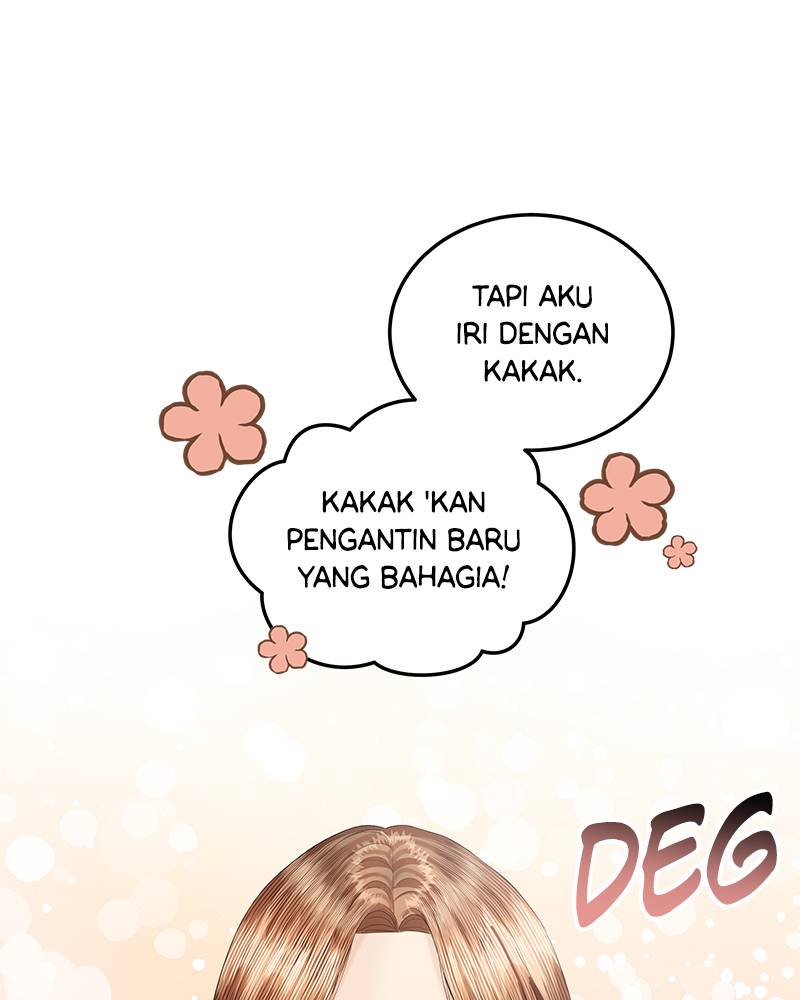 TAPI AKU
IRI DENGAN
KAKAK.
KAKAK 'KAN
PENGANTIN BARU
YANG BAHAGIA!
DEG